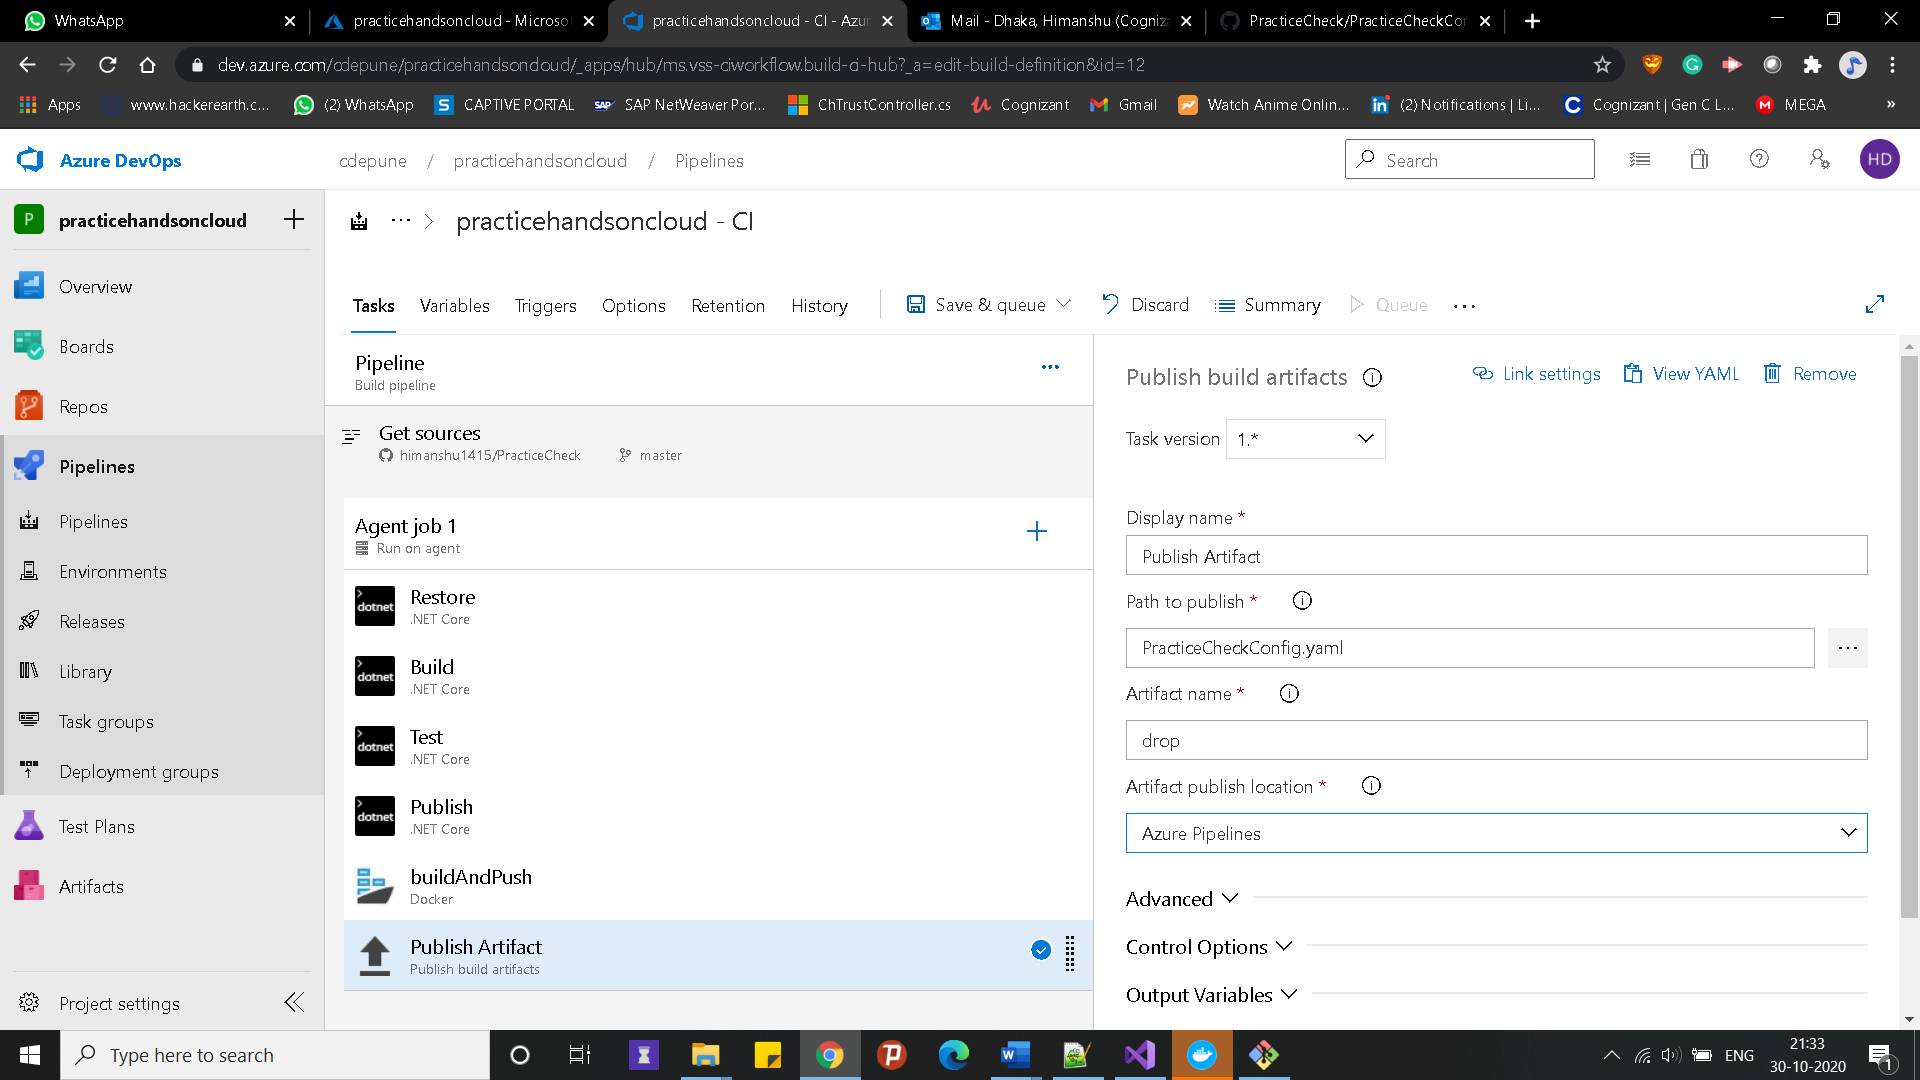 WhatsApp
practicehandsoncloud - Microso
practicehandsoncloud - CI - Azur
Mail - Dhaka, Himanshu (Cogniza
PracticeCheck/PracticeCheckCon
dev.azure.com/cdepune/practicehandsoncloud/_apps/hub/ms.vss-ciworkflow.build-ci-hub?_a=edit-build-definition&id=12
Apps
www.hackerearth.c...
(2) WhatsApp
CAPTIVE PORTAL
SAP NetWeaver Por...
ChTrustController.cs
Cognizant
Gmail
Watch Anime Onlin...
(2) Notifications | Li...
Cognizant | Gen C L...
MEGA
»
Azure DevOps
cdepune / practicehandsoncloud / Pipelines
Search
HD
P practicehandsoncloud
Overview
Boards
Repos
Pipelines
Pipelines
Environments
Releases
Library
Task groups
Deployment groups
Test Plans
Artifacts
Project settings
... > practicehandsoncloud - CI
Tasks Variables Triggers Options Retention History
Save & queue Discard Summary Queue ...
Pipeline
Build pipeline
Get sources
himanshu1415/PracticeCheck master
Agent job 1
Run on agent
dotnet
Restore
.NET Core
dotnet
Build
.NET Core
dotnet
Test
.NET Core
dotnet
Publish
.NET Core
buildAndPush
Docker
Publish Artifact
Publish build artifacts
Publish build artifacts
Link settings View YAML Remove
Task version 1.*
Display name *
Publish Artifact
Path to publish *
PracticeCheckConfig.yaml
...
Artifact name *
drop
Artifact publish location *
Azure Pipelines
Advanced
Control Options
Output Variables
Type here to search
ENG
21:33
30-10-2020
1